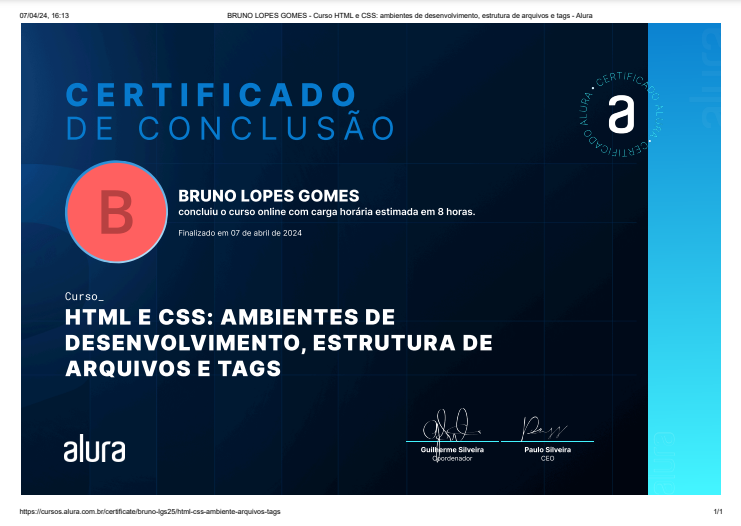 07/04/24, 16:13
BRUNO LOPES GOMES - Curso HTML e CSS: ambientes de desenvolvimento, estrutura de arquivos e tags - Alura
CERTIFICADO
DE CONCLUSÃO
ALURA • CERTIFICADO ALURA • CERTIFICADO
a
B
BRUNO LOPES GOMES
concluiu o curso online com carga horária estimada em 8 horas.
Finalizado em 07 de abril de 2024
Curso_
HTML E CSS: AMBIENTES DE
DESENVOLVIMENTO, ESTRUTURA DE
ARQUIVOS E TAGS
alura
Guilherme Silveira
Coordenador
Paulo Silveira
CEO
alura
https://cursos.alura.com.br/certificate/bruno-lgs25/html-css-ambiente-arquivos-tags
1/1